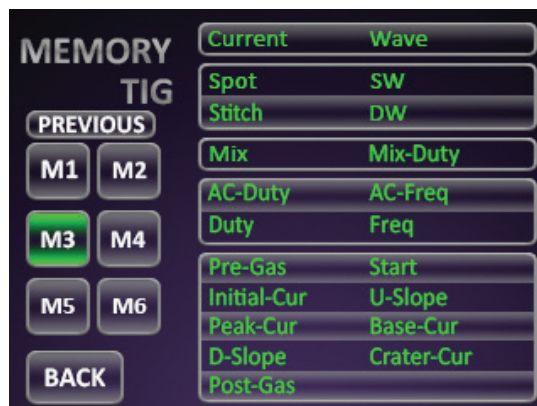 MEMORY
TIG
PREVIOUS
M1 M2
M3 M4
M5 M6
BACK
Current Wave
Spot SW
Stitch DW
Mix Mix-Duty
AC-Duty AC-Freq
Duty Freq
Pre-Gas Start
Initial-Cur U-Slope
Peak-Cur Base-Cur
D-Slope Crater-Cur
Post-Gas